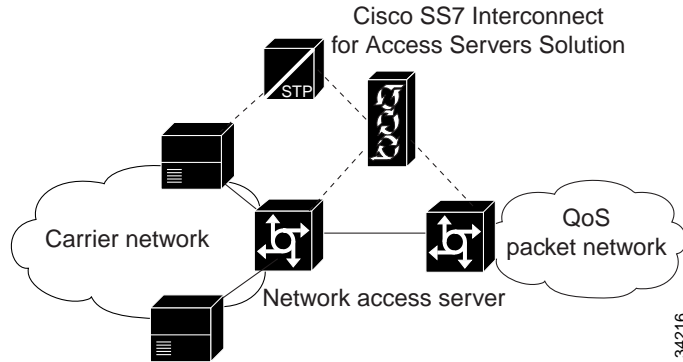 Cisco SS7 Interconnect
for Access Servers Solution
STP
Carrier network
QoS
packet network
Network access server
34216